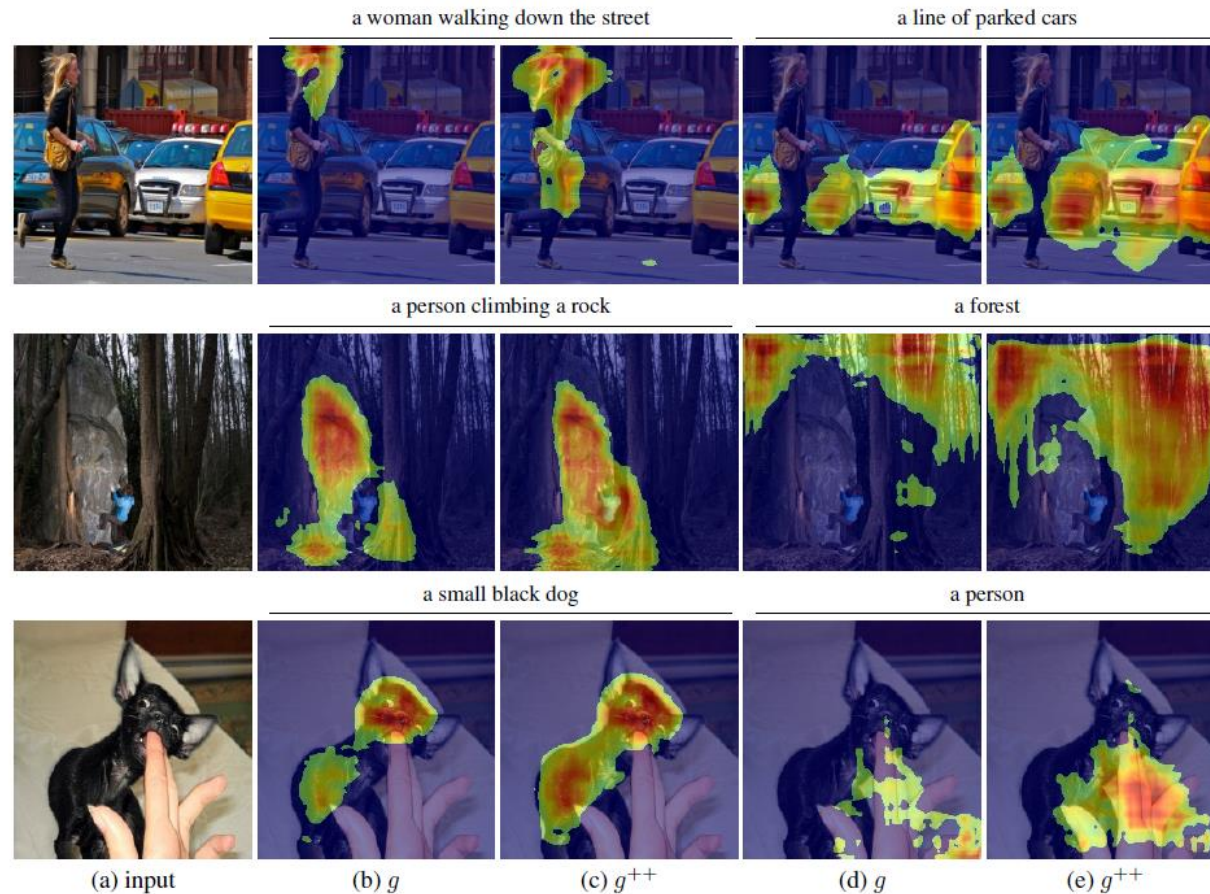 a woman walking down the street a line of parked cars
a person climbing a rock a forest
a small black dog a person
(a) input (b) g (c) g⁺⁺ (d) g (e) g⁺⁺